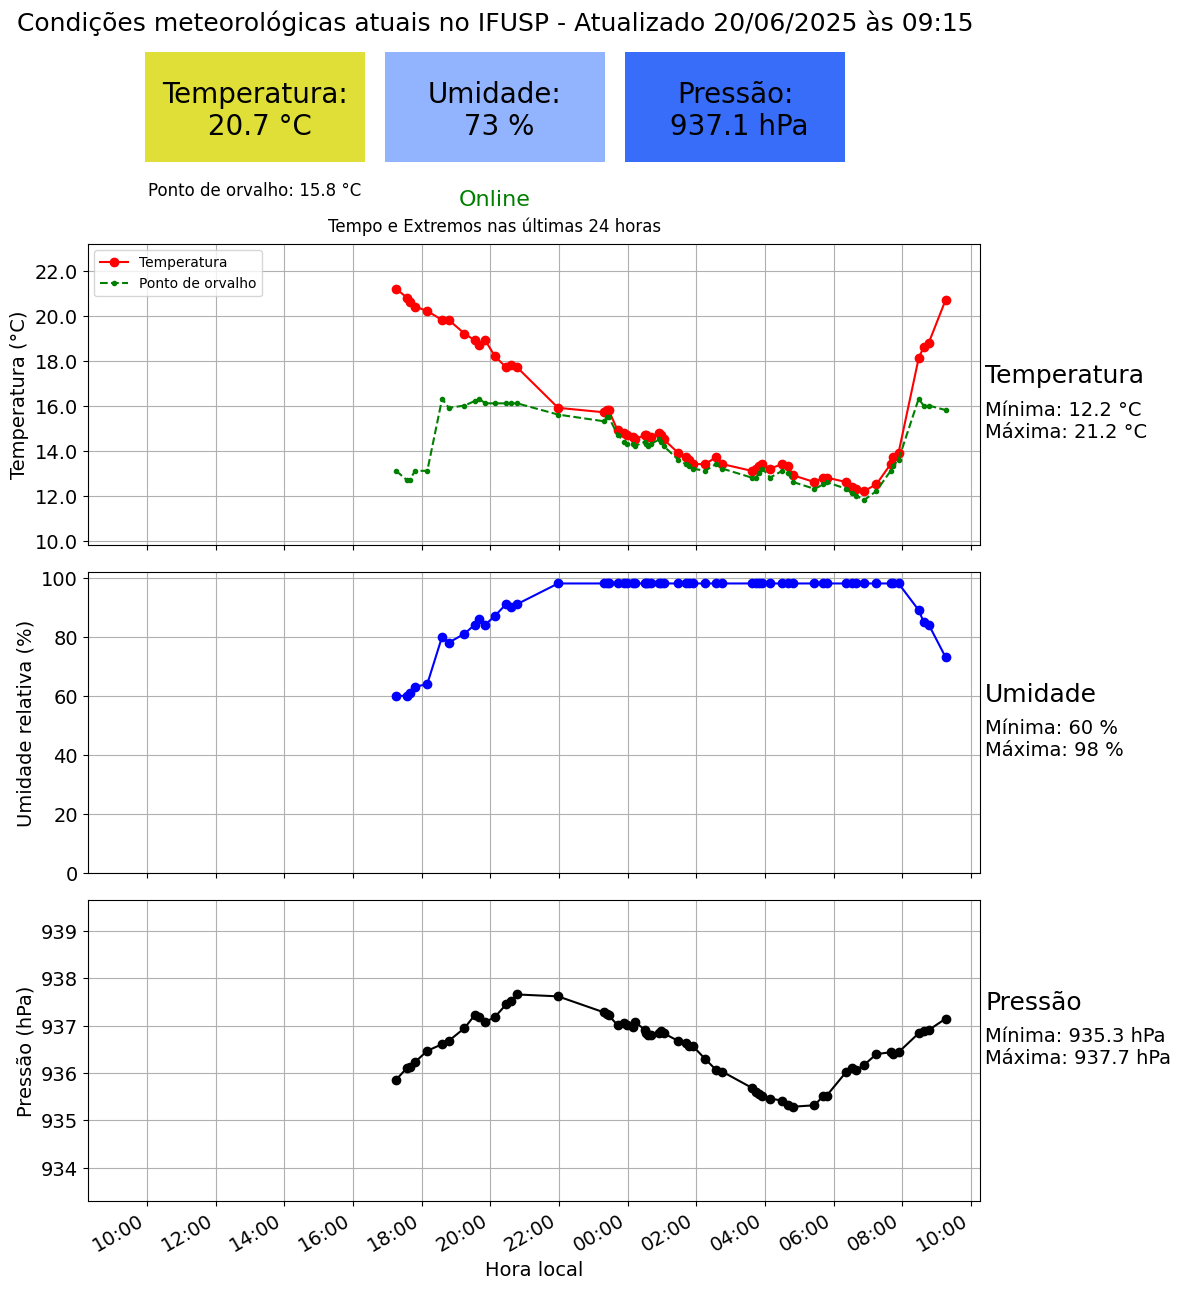 Condições meteorológicas atuais no IFUSP - Atualizado 20/06/2025 às 09:15
Temperatura:
20.7 °C
Umidade:
73 %
Pressão:
937.1 hPa
Ponto de orvalho: 15.8 °C
Online
Tempo e Extremos nas últimas 24 horas
Temperatura
Ponto de orvalho
Temperatura (°C)
22.0
20.0
18.0
16.0
14.0
12.0
10.0
Temperatura
Mínima: 12.2 °C
Máxima: 21.2 °C
Umidade relativa (%)
100
80
60
40
20
0
Umidade
Mínima: 60 %
Máxima: 98 %
Pressão (hPa)
939
938
937
936
935
934
Pressão
Mínima: 935.3 hPa
Máxima: 937.7 hPa
10:00 12:00 14:00 16:00 18:00 20:00 22:00 00:00 02:00 04:00 06:00 08:00 10:00
Hora local